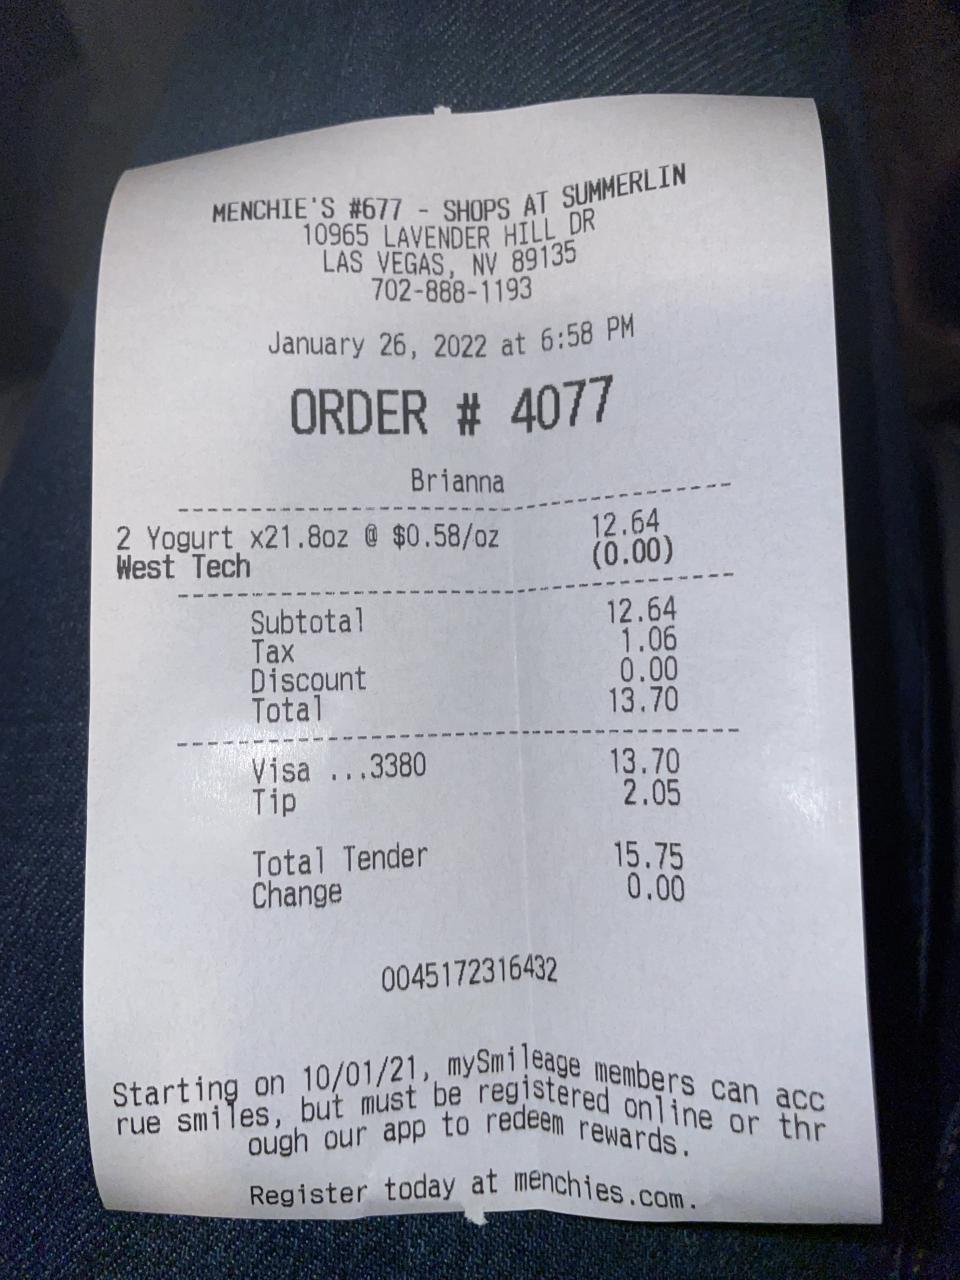 MENCHIE'S #677 - SHOPS AT SUMMERLIN
10965 LAVENDER HILL DR
LAS VEGAS, NV 89135
702-888-1193
January 26, 2022 at 6:58 PM
ORDER # 4077
Brianna
2 Yogurt x21.8oz @ $0.58/oz 12.64
West Tech (0.00)
Subtotal 12.64
Tax 1.06
Discount 0.00
Total 13.70
Visa ...3380 13.70
Tip 2.05
Total Tender 15.75
Change 0.00
0045172316432
Starting on 10/01/21, mySmileage members can acc
rue smiles, but must be registered online or thr
ough our app to redeem rewards.
Register today at menchies.com.